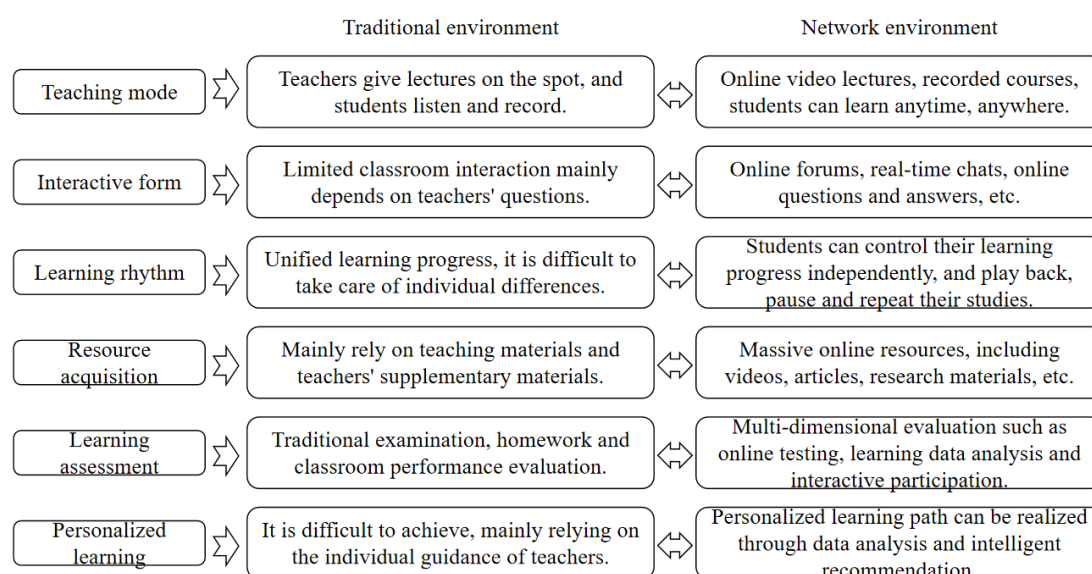 Traditional environment
Network environment
Teaching mode
Teachers give lectures on the spot, and
students listen and record.
Online video lectures, recorded courses,
students can learn anytime, anywhere.
Interactive form
Limited classroom interaction mainly
depends on teachers' questions.
Online forums, real-time chats, online
questions and answers, etc.
Learning rhythm
Unified learning progress, it is difficult to
take care of individual differences.
Students can control their learning
progress independently, and play back,
pause and repeat their studies.
Resource
acquisition
Mainly rely on teaching materials and
teachers' supplementary materials.
Massive online resources, including
videos, articles, research materials, etc.
Learning
assessment
Traditional examination, homework and
classroom performance evaluation.
Multi-dimensional evaluation such as
online testing, learning data analysis and
interactive participation.
Personalized
learning
It is difficult to achieve, mainly relying on
the individual guidance of teachers.
Personalized learning path can be realized
through data analysis and intelligent
recommendation